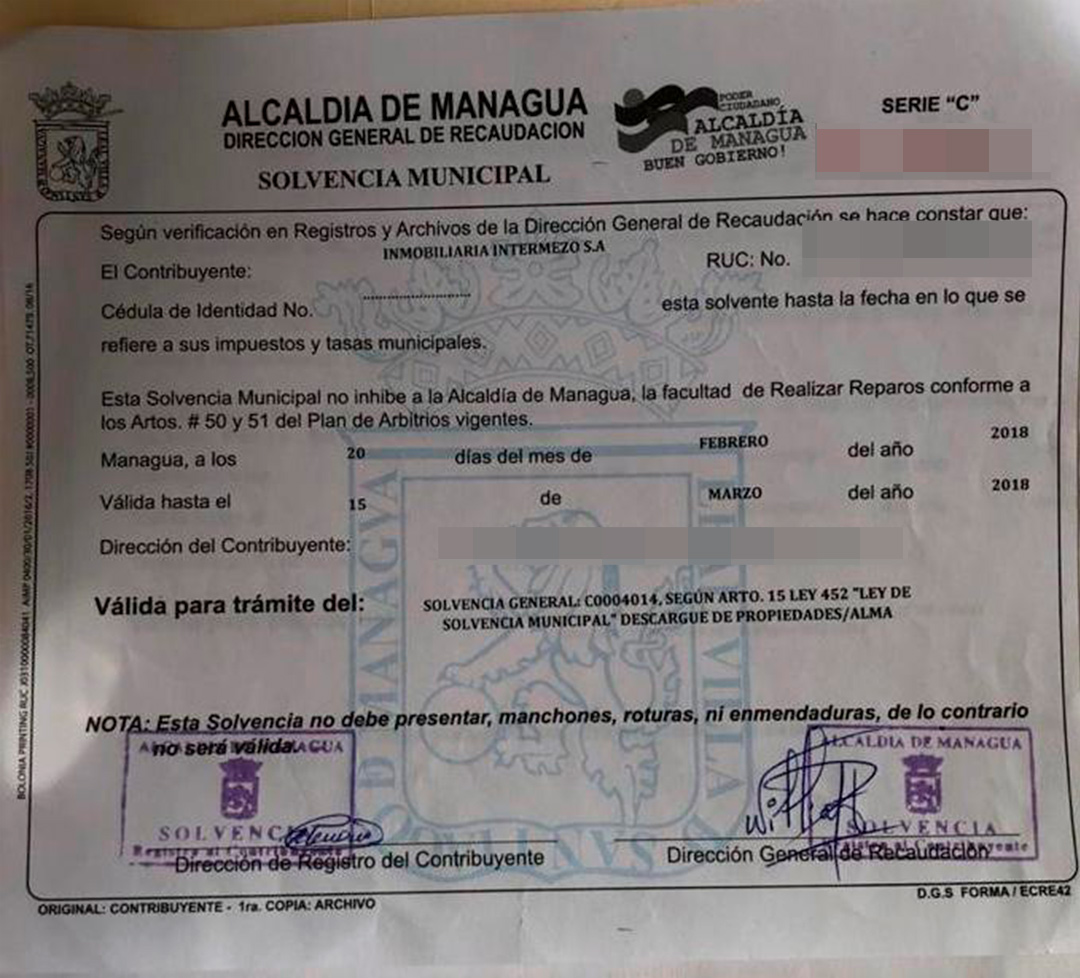 ALCALDIA DE MANAGUA
DIRECCION GENERAL DE RECAUDACION
SOLVENCIA MUNICIPAL
PODER
CIUDADANO
ALCALDÍA
DE MANAGUA
BUEN GOBIERNO!
SERIE "C"
Según verificación en Registros y Archivos de la Dirección General de Recaudación se hace constar que:
INMOBILIARIA INTERMEZO S.A
El Contribuyente: RUC: No.
Cédula de Identidad No. esta solvente hasta la fecha en lo que se
refiere a sus impuestos y tasas municipales.
Esta Solvencia Municipal no inhibe a la Alcaldía de Managua, la facultad de Realizar Reparos conforme a
los Artos. # 50 y 51 del Plan de Arbitrios vigentes.
Managua, a los 20 días del mes de FEBRERO del año 2018
Válida hasta el 15 de MARZO del año 2018
Dirección del Contribuyente:
Válida para trámite del: SOLVENCIA GENERAL: C0004014, SEGÚN ARTO. 15 LEY 452 "LEY DE
SOLVENCIA MUNICIPAL" DESCARGUE DE PROPIEDADES/ALMA
NOTA: Esta Solvencia no debe presentar, manchones, roturas, ni enmendaduras, de lo contrario
no será válida.
ALCALDIA DE MANAGUA
SOLVENCIA
Dirección de Registro del Contribuyente
Dirección General de Recaudación
ORIGINAL: CONTRIBUYENTE - 1ra. COPIA: ARCHIVO
D.G.S FORMA / ECRE42